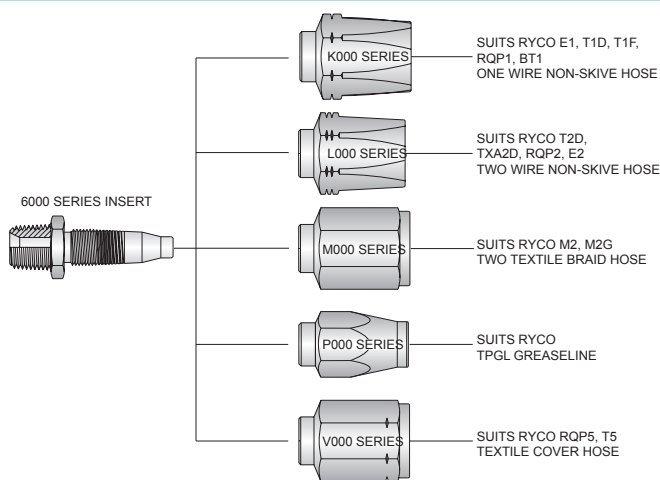 K000 SERIES
SUITS RYCO E1, T1D, T1F,
RQP1, BT1
ONE WIRE NON-SKIVE HOSE
L000 SERIES
SUITS RYCO T2D,
TXA2D, RQP2, E2
TWO WIRE NON-SKIVE HOSE
6000 SERIES INSERT
M000 SERIES
SUITS RYCO M2, M2G
TWO TEXTILE BRAID HOSE
P000 SERIES
SUITS RYCO
TPGL GREASELINE
V000 SERIES
SUITS RYCO RQP5, T5
TEXTILE COVER HOSE